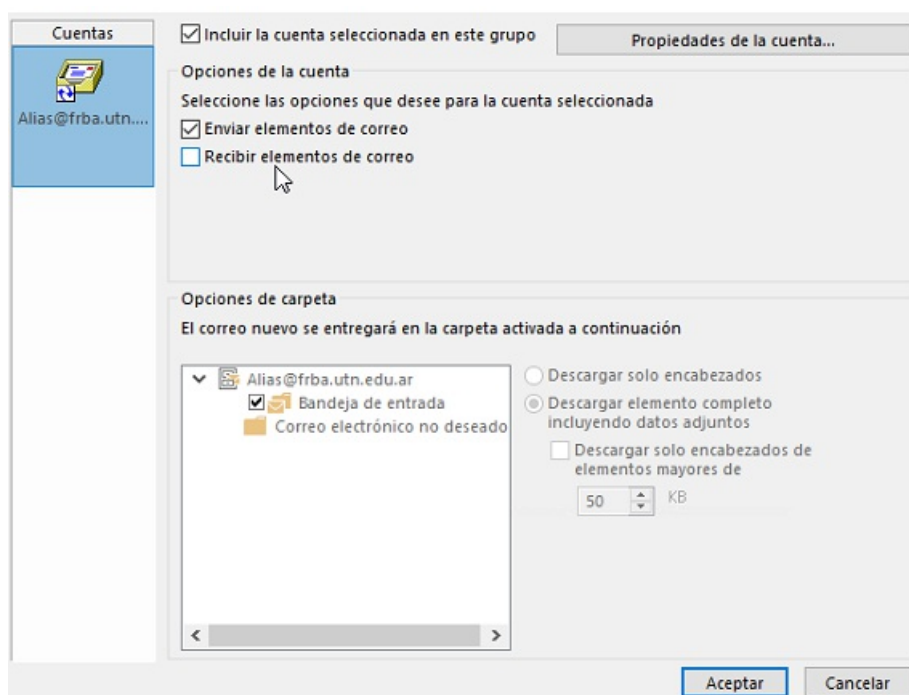 Cuentas
Alias@frba.utn....
Incluir la cuenta seleccionada en este grupo
Propiedades de la cuenta...
Opciones de la cuenta
Seleccione las opciones que desee para la cuenta seleccionada
Enviar elementos de correo
Recibir elementos de correo
Opciones de carpeta
El correo nuevo se entregará en la carpeta activada a continuación
Alias@frba.utn.edu.ar
Bandeja de entrada
Correo electrónico no deseado
Descargar solo encabezados
Descargar elemento completo
incluyendo datos adjuntos
Descargar solo encabezados de
elementos mayores de
50 KB
Aceptar
Cancelar